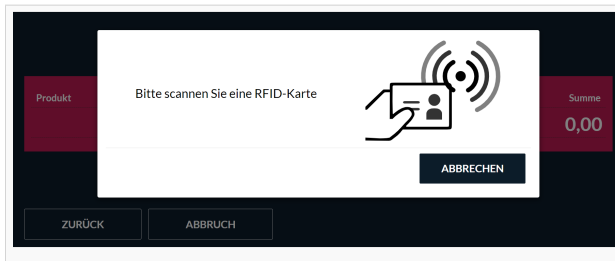 Bitte scannen Sie eine RFID-Karte
Produkt
Summe
0,00
ABBRECHEN
ZURÜCK
ABBRUCH